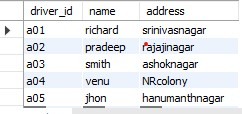 driver_id name address
a01 richard srinivasnagar
a02 pradeep rajajinagar
a03 smith ashoknagar
a04 venu NRcolony
a05 jhon hanumanthnagar